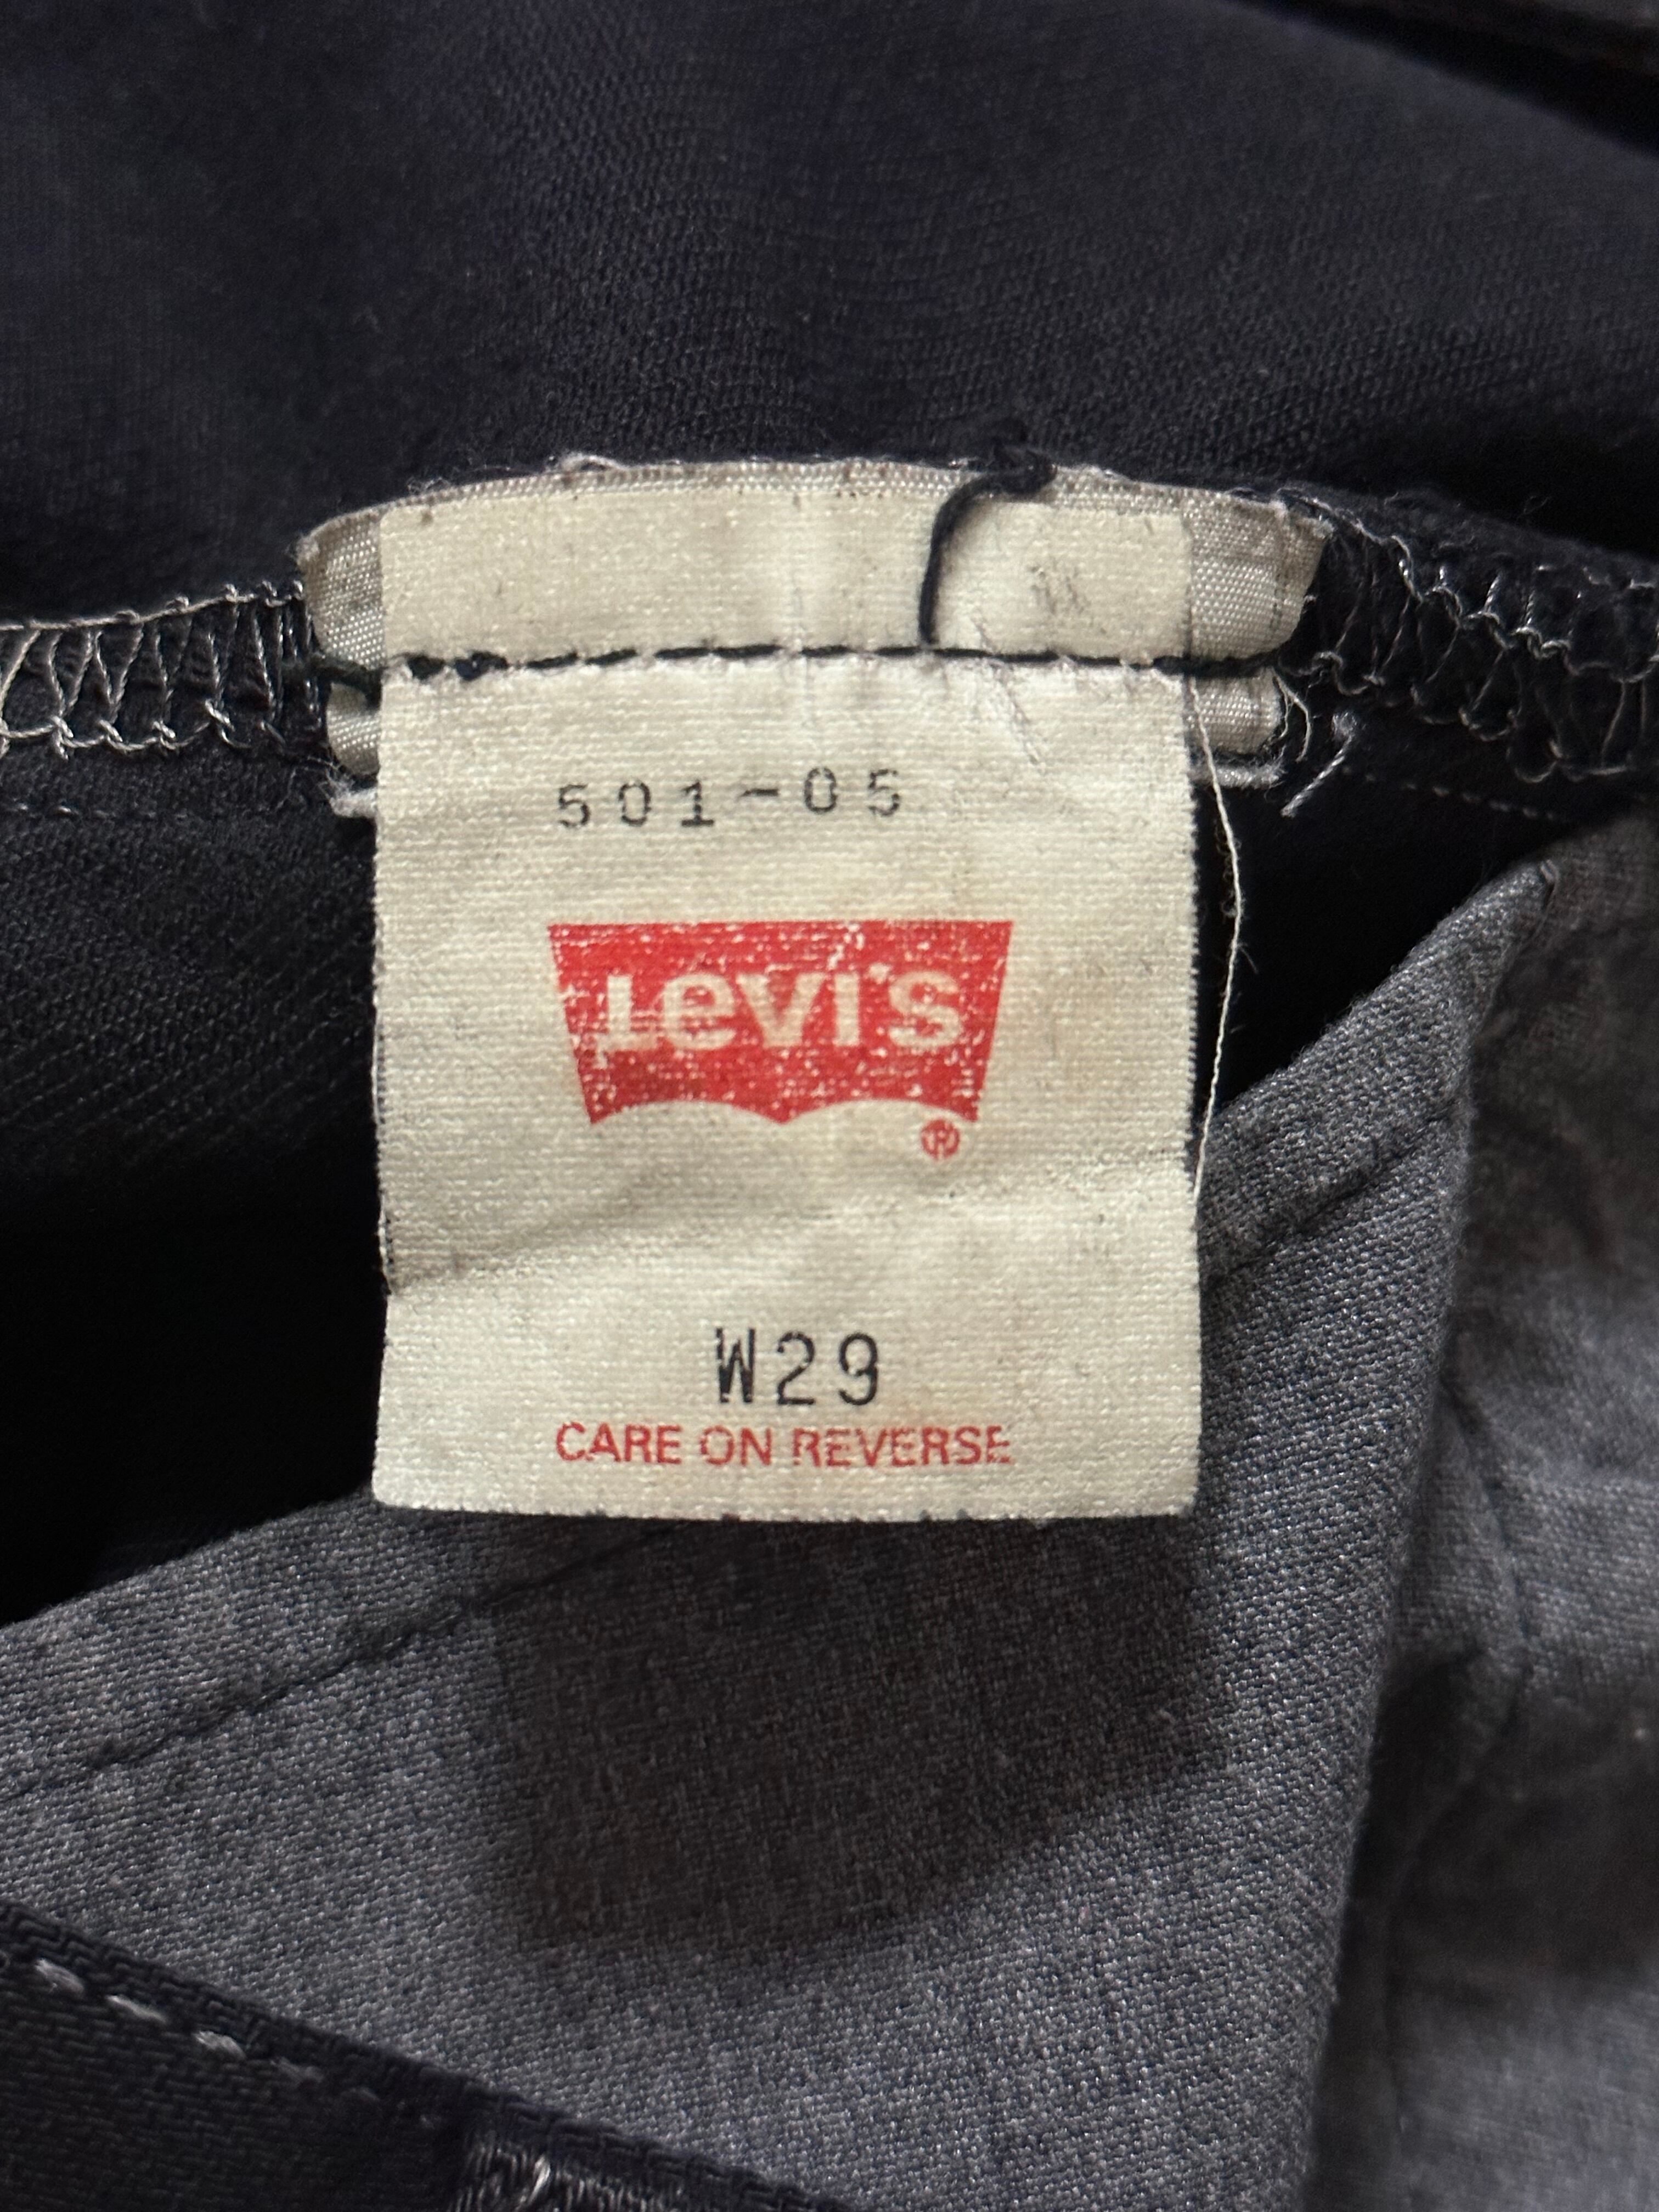 501-05
Levi's
®
W29
CARE ON REVERSE